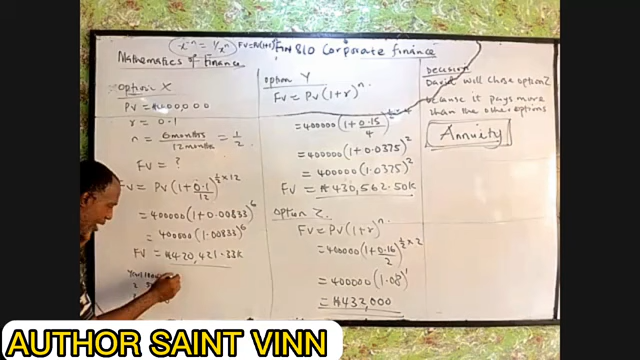 x⁻ⁿ = 1/xⁿ
FIN 810 Corporate finance
Mathematics of Finance
Option X
PV = 4000,000
r = 0.1
n = 6months/12months = 1/2
FV = ?
FV = PV(1+0.1/12)^½×12
= 400000(1+0.00833)⁶
= 400000(1.00833)⁶
FV = ₦420,421.33k
option Y
FV = PV(1+r)ⁿ.
= 400000(1+0.15/4)
= 400000(1+0.0375)²
= 400000(1.0375)²
FV = ₦430,562.50k
Option Z.
FV = PV(1+r)ⁿ.
= 400000(1+0.16/2)^½×2
= 400000(1.08)¹
= ₦432,000
DECISION
David will chose option Z
because it pays more
than the other options
Annuity
AUTHOR SAINT VINN